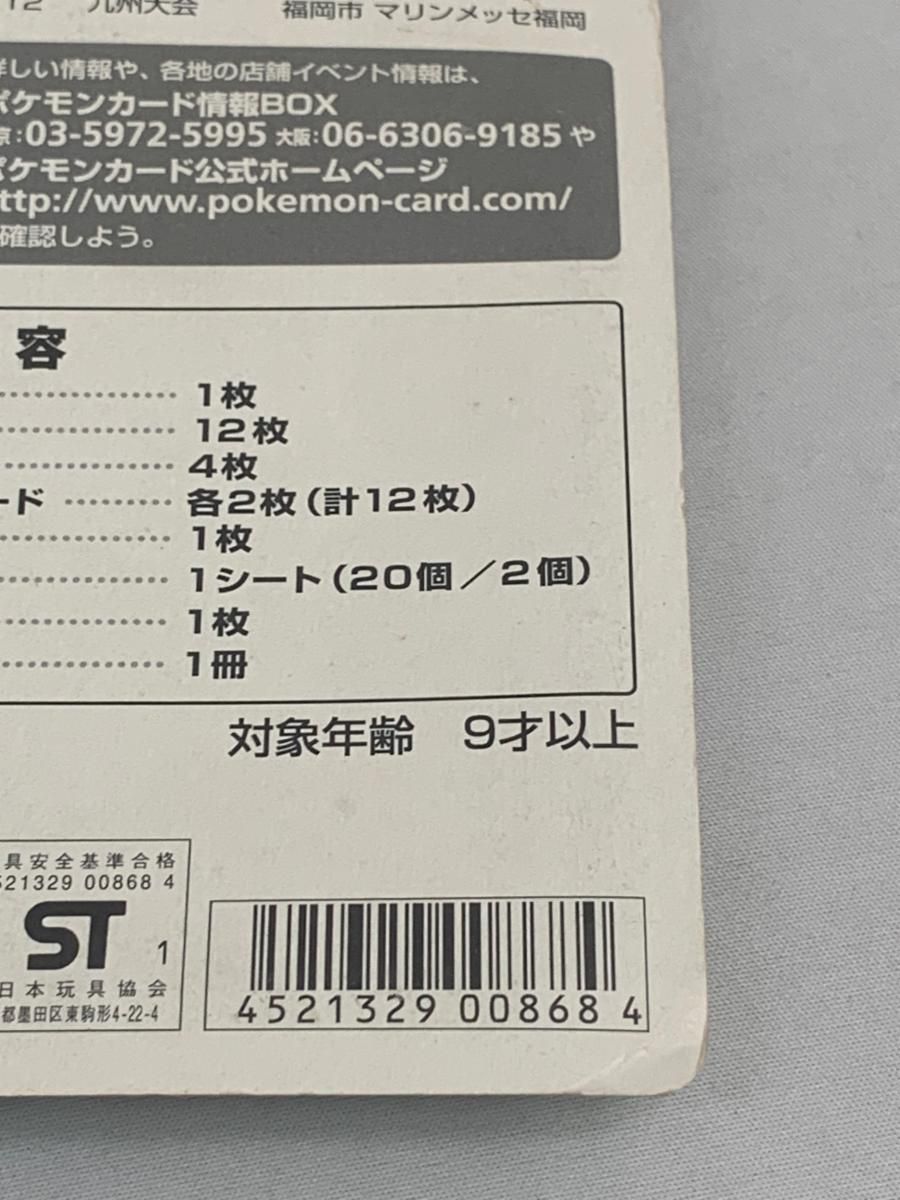 12 九州大会 福岡市 マリンメッセ福岡
詳しい情報や、各地の店舗イベント情報は、
ポケモンカード情報BOX
京:03-5972-5995 大阪:06-6306-9185 や
ポケモンカード公式ホームページ
http://www.pokemon-card.com/
確認しよう。
容
1枚
12枚
4枚
ード 各2枚(計12枚)
1枚
1シート(20個／2個)
1枚
1冊
対象年齢 9才以上
具安全基準合格
521329 00868 4
ST 1
日本玩具協会
都墨田区東駒形4-22-4
4521329 008684